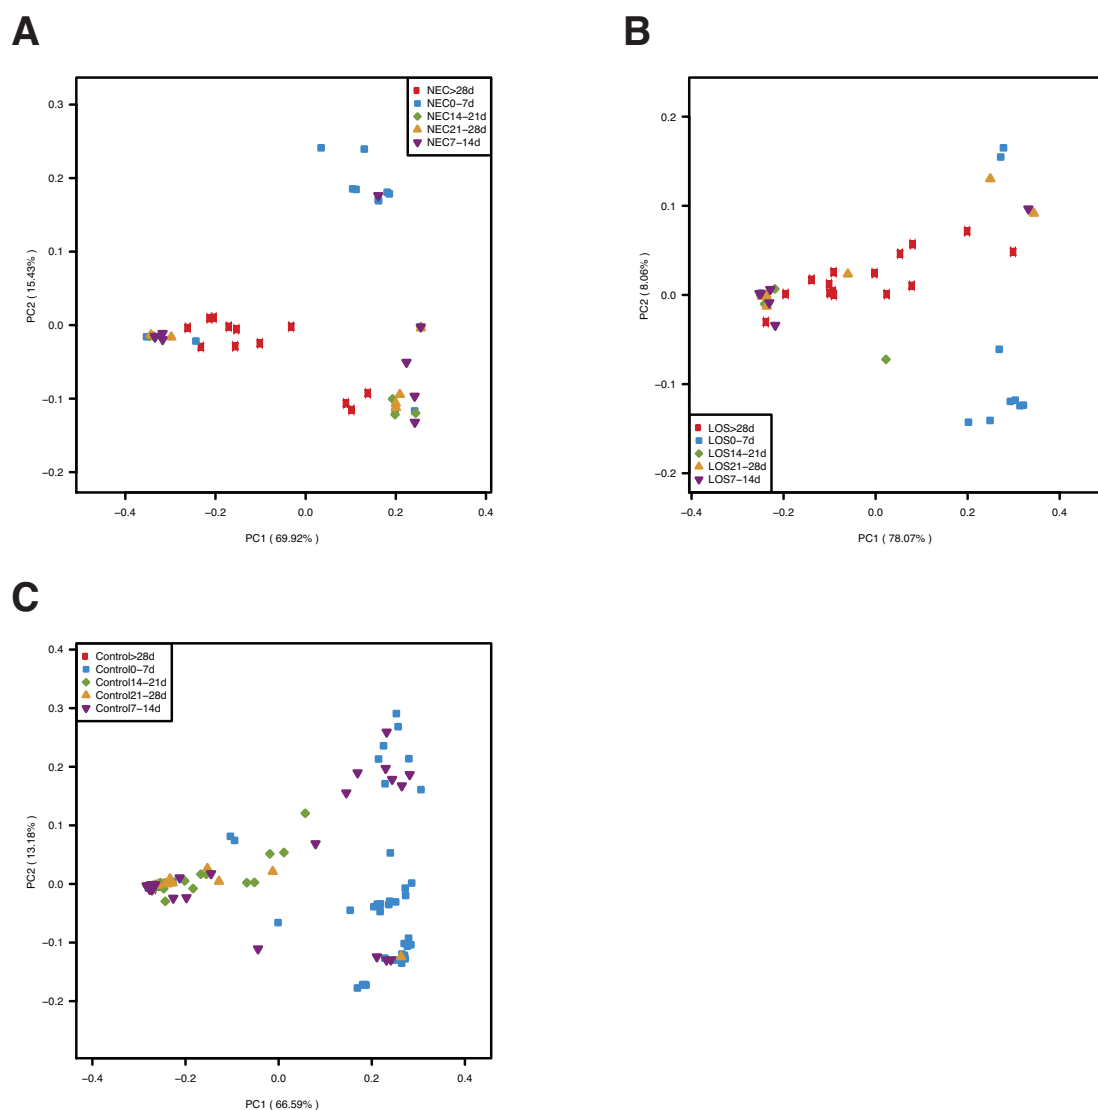 A
B
NEC>28d
NEC0−7d
NEC14−21d
NEC21−28d
NEC7−14d
0.3
0.2
0.1
0.0
−0.1
−0.2
PC2 ( 15.43% )
−0.4
−0.2
0.0
0.2
0.4
PC1 ( 69.92% )
0.2
0.1
0.0
−0.1
−0.2
PC2 ( 8.06% )
LOS>28d
LOS0−7d
LOS14−21d
LOS21−28d
LOS7−14d
−0.4
−0.2
0.0
0.2
0.4
PC1 ( 78.07% )
C
Control>28d
Control0−7d
Control14−21d
Control21−28d
Control7−14d
0.4
0.3
0.2
0.1
0.0
−0.1
−0.2
PC2 ( 13.18% )
−0.4
−0.2
0.0
0.2
0.4
PC1 ( 66.59% )